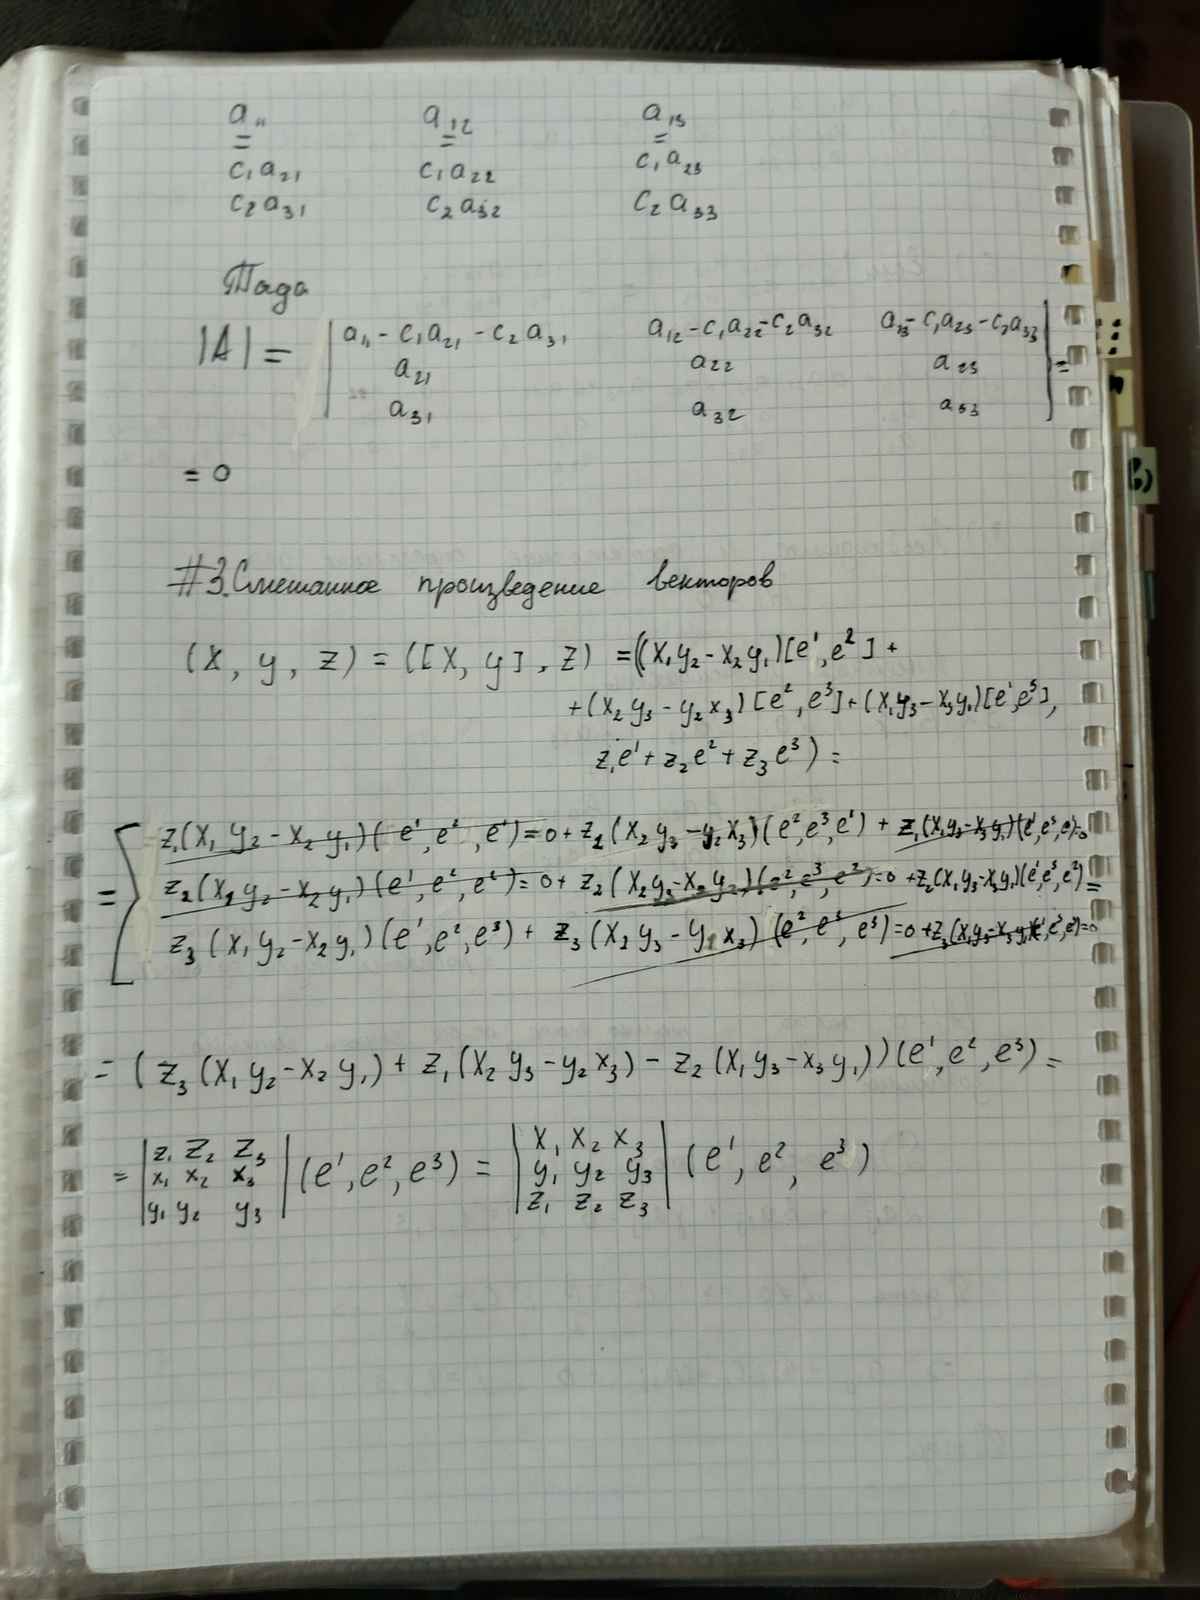 a₁₁ a₁₂ a₁₃
= = =
c₁a₂₁ c₁a₂₂ c₁a₂₃
c₂a₃₁ c₂a₃₂ c₂a₃₃
Тогда
|A| = | a₁₁ - c₁a₂₁ - c₂a₃₁ a₁₂ - c₁a₂₂ - c₂a₃₂ a₁₃ - c₁a₂₃ - c₂a₃₃ |
a₂₁ a₂₂ a₂₃ =
a₃₁ a₃₂ a₃₃
= 0
#3. Смешанное произведение векторов
(x, y, z) = ([x, y], z) = ((x₁y₂ - x₂y₁)[e¹, e²] +
+ (x₂y₃ - y₂x₃)[e², e³] + (x₁y₃ - x₃y₁)[e¹, e³],
z₁e¹ + z₂e² + z₃e³) =
z₁(x₁y₂ - x₂y₁)(e¹, e², e¹) = 0 + z₁(x₂y₃ - y₂x₃)(e², e³, e¹) + z₁(x₁y₃ - x₃y₁)(e¹, e³, e¹) = 0
= z₂(x₁y₂ - x₂y₁)(e¹, e², e²) = 0 + z₂(x₂y₃ - x₃y₂)(e², e³, e²) = 0 + z₂(x₁y₃ - x₃y₁)(e¹, e³, e²) =
z₃(x₁y₂ - x₂y₁)(e¹, e², e³) + z₃(x₂y₃ - y₂x₃)(e², e³, e³) = 0 + z₃(x₁y₃ - x₃y₁)(e¹, e³, e³) = 0
= (z₃(x₁y₂ - x₂y₁) + z₁(x₂y₃ - y₂x₃) - z₂(x₁y₃ - x₃y₁))(e¹, e², e³) =
| z₁ z₂ z₃ | | x₁ x₂ x₃ |
= | x₁ x₂ x₃ | (e¹, e², e³) = | y₁ y₂ y₃ | (e¹, e², e³)
| y₁ y₂ y₃ | | z₁ z₂ z₃ |